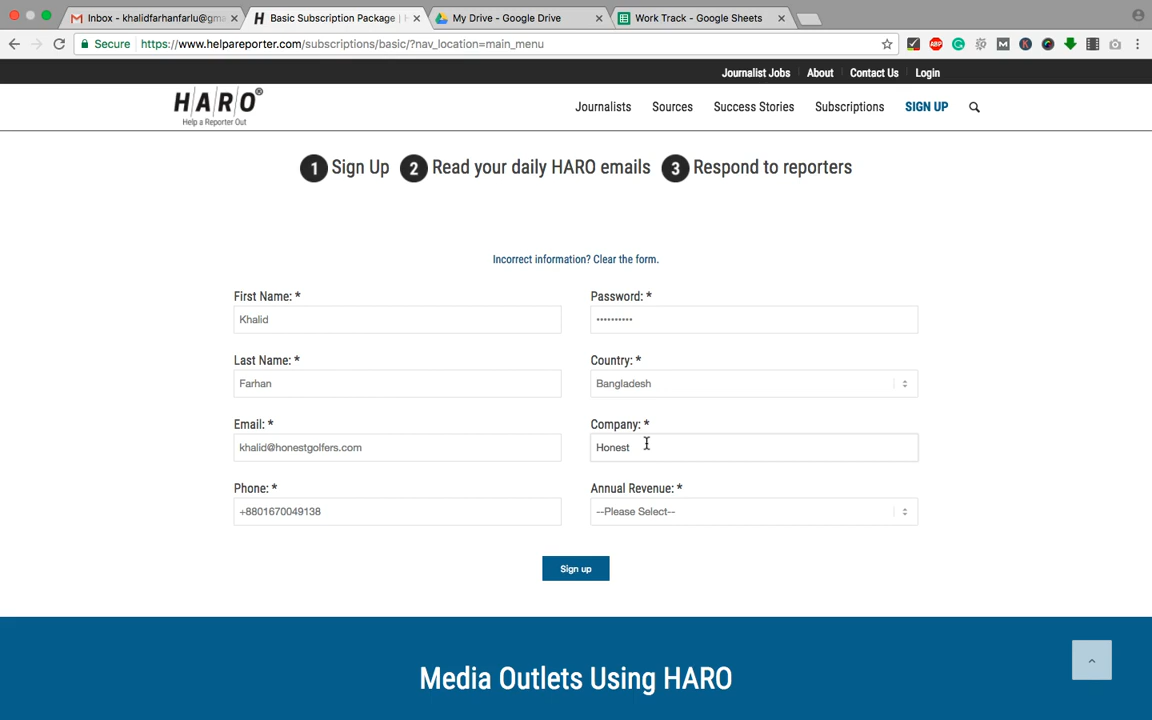 Inbox - khalidfarhanfarlu@gma
Basic Subscription Package |
My Drive - Google Drive
Work Track - Google Sheets
Secure https://www.helpareporter.com/subscriptions/basic/?nav_location=main_menu
Journalist Jobs About Contact Us Login
HARO®
Help a Reporter Out
Journalists Sources Success Stories Subscriptions SIGN UP
1 Sign Up 2 Read your daily HARO emails 3 Respond to reporters
Incorrect information? Clear the form.
First Name: * Password: *
Khalid ••••••••••
Last Name: * Country: *
Farhan Bangladesh
Email: * Company: *
khalid@honestgolfers.com Honest
Phone: * Annual Revenue: *
+8801670049138 --Please Select--
Sign up
Media Outlets Using HARO